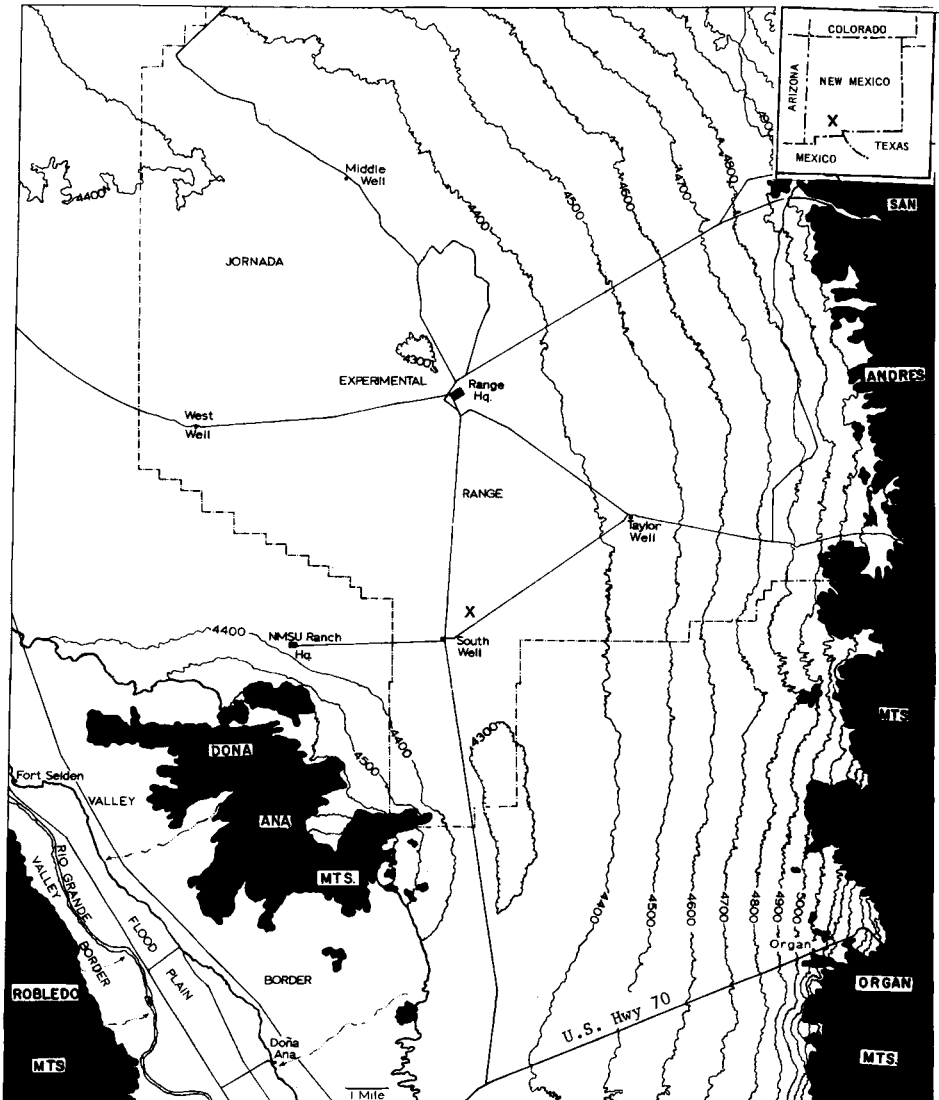 COLORADO
ARIZONA
NEW MEXICO
X
TEXAS
MEXICO
4900
4800
4700
4600
4500
4400
4400
Middle
Well
SAN
JORNADA
4300
EXPERIMENTAL
Range
Hq.
ANDRES
West
Well
RANGE
Taylor
Well
X
4400
NMSU Ranch
Hq.
South
Well
MTS
4300
4400
4500
DONA
Fort Selden
VALLEY
ANA
MTS.
RIO GRANDE
VALLEY
BORDER
FLOOD
PLAIN
BORDER
4400
4500
4600
4700
4800
4900
5000
Organ
ROBLEDO
MTS
ORGAN
MTS.
U.S. Hwy 70
Doña
Ana
1 Mile